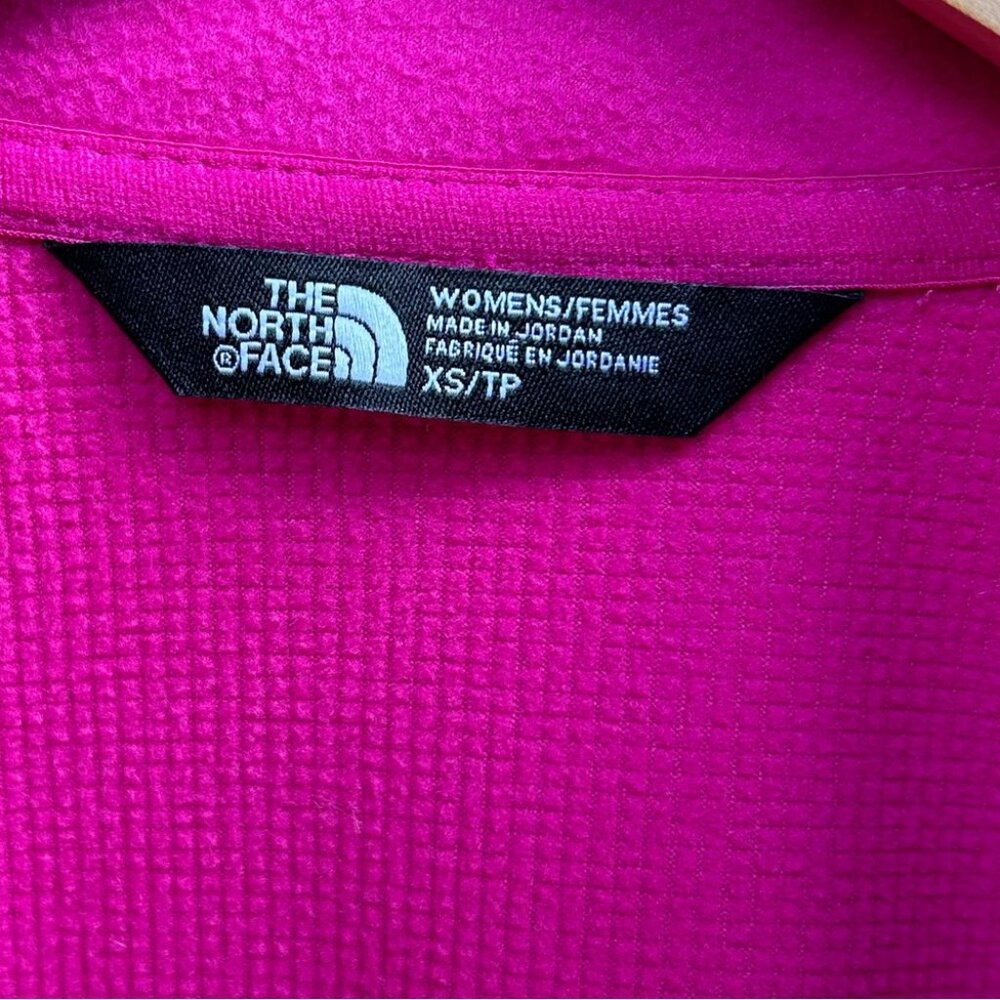 THE
NORTH
®FACE
WOMENS/FEMMES
MADE IN JORDAN
FABRIQUÉ EN JORDANIE
XS/TP